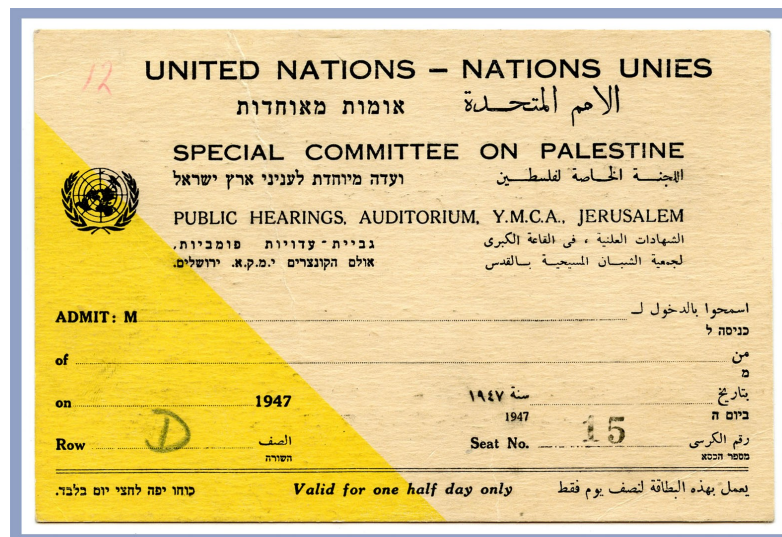 12
UNITED NATIONS – NATIONS UNIES
אומות מאוחדות الامم المتحدة
SPECIAL COMMITTEE ON PALESTINE
ועדה מיוחדת לעניני ארץ ישראל اللجنة الخاصة لفلسطين
PUBLIC HEARINGS, AUDITORIUM, Y.M.C.A., JERUSALEM
גביית-עדויות פומביות, الشهادات العلنية ، فى القاعة الكبرى
אולם הקונצרים י.מ.ק.א. ירושלים. لجمعية الشبان المسيحية بالقدس
ADMIT: M اسمحوا بالدخول لـ
כניסה ל
of من
מ
on 1947 سنة ١٩٤٧ بتاريخ
1947 ביום ה
Row D الصف Seat No. 15 رقم الكرسى
השורה מספר הכסא
כוחו יפה לחצי יום בלבד. Valid for one half day only يعمل بهذه البطاقة لنصف يوم فقط